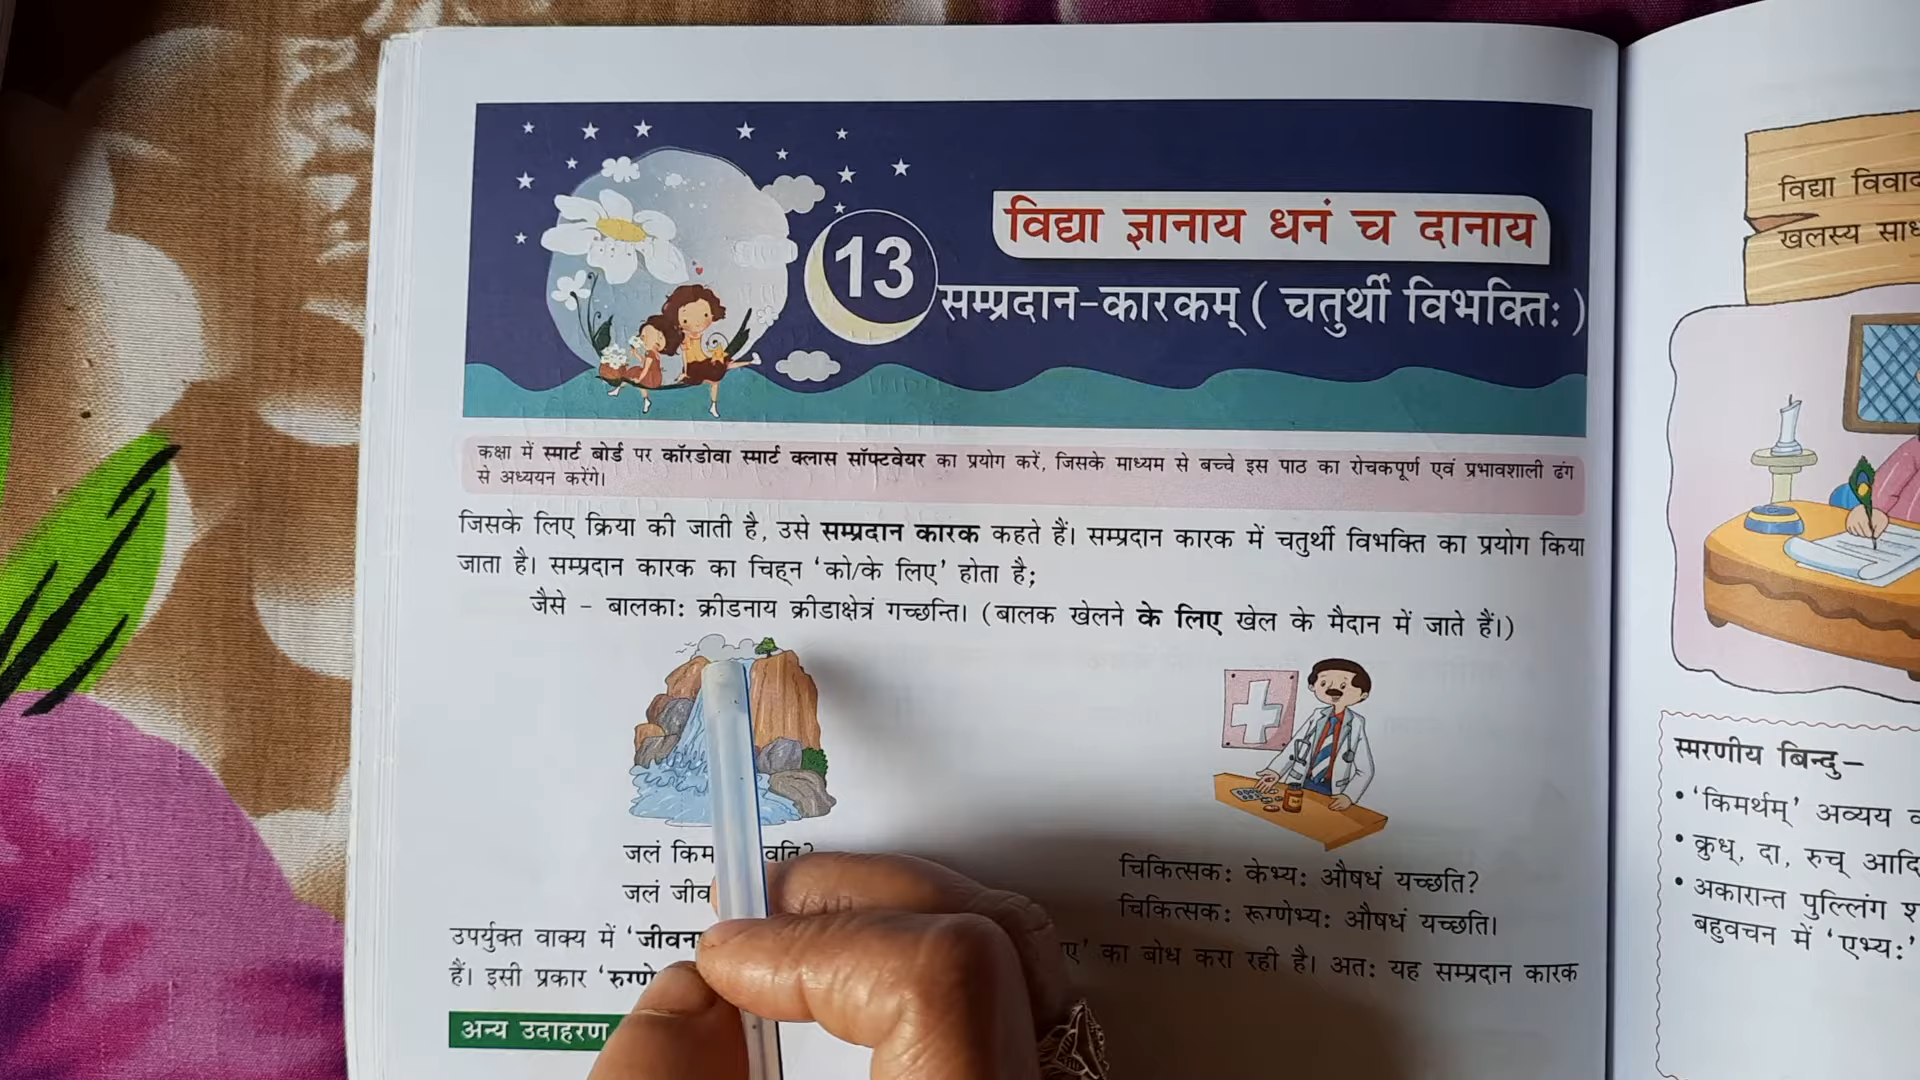 विद्या ज्ञानाय धनं च दानाय
13
सम्प्रदान-कारकम् ( चतुर्थी विभक्तिः )
कक्षा में स्मार्ट बोर्ड पर कॉरडोवा स्मार्ट क्लास सॉफ्टवेयर का प्रयोग करें, जिसके माध्यम से बच्चे इस पाठ का रोचकपूर्ण एवं प्रभावशाली ढंग
से अध्ययन करेंगे।
जिसके लिए क्रिया की जाती है, उसे सम्प्रदान कारक कहते हैं। सम्प्रदान कारक में चतुर्थी विभक्ति का प्रयोग किया
जाता है। सम्प्रदान कारक का चिह्न ‘को/के लिए’ होता है;
जैसे - बालकाः क्रीडनाय क्रीडाक्षेत्रं गच्छन्ति। (बालक खेलने के लिए खेल के मैदान में जाते हैं।)
जलं
जलं
चिकित्सकः केभ्यः औषधं यच्छति?
चिकित्सकः रूग्णेभ्यः औषधं यच्छति।
उपर्युक्त वाक्य में का बोध करा रही है। अतः यह सम्प्रदान कारक
हैं। इसी प्रकार
अन्य उदाहरण
विद्या
खलस्य
स्मरणीय बिन्दु–
• ‘किमर्थम्’ अव्यय
• क्रुध्, दा, रुच् आदि
• अकारान्त पुल्लिंग
बहुवचन में ‘एभ्यः’